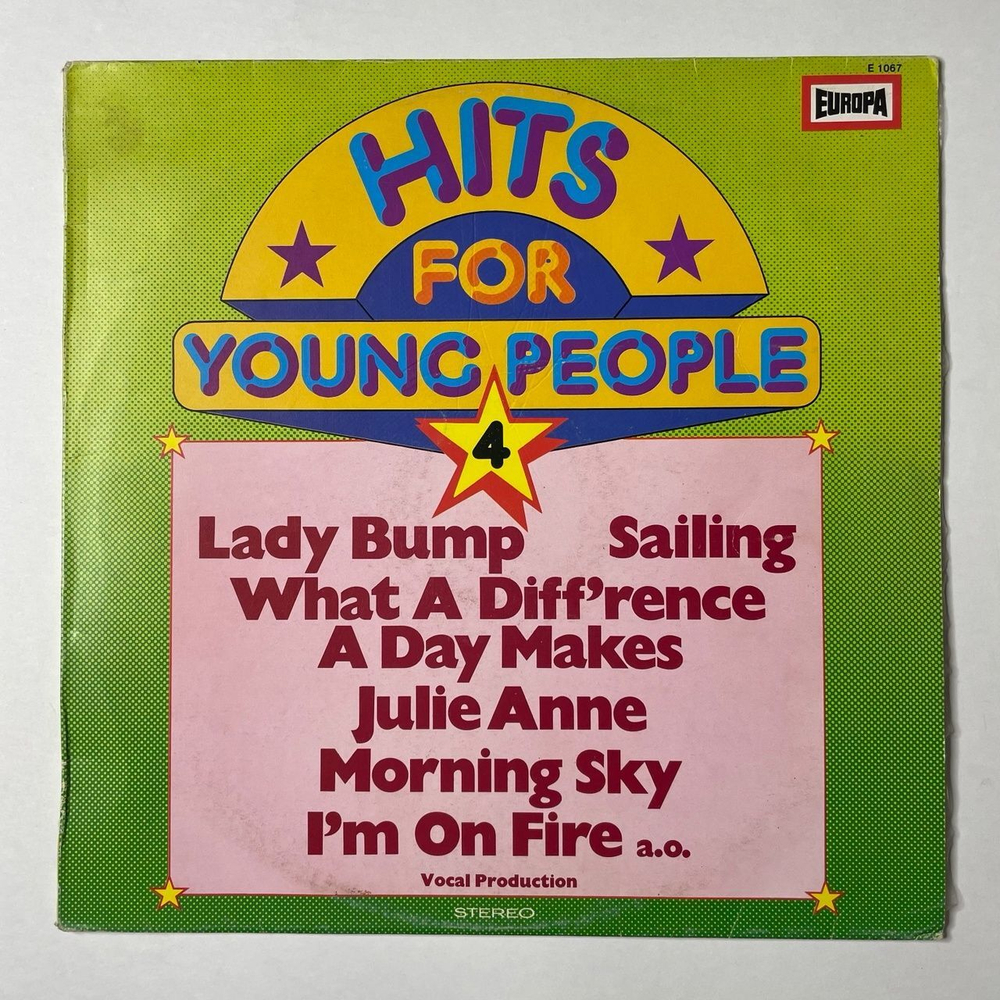 E 1067
EUROPA
HITS
FOR
YOUNG PEOPLE
4
Lady Bump Sailing
What A Diff'rence
A Day Makes
Julie Anne
Morning Sky
I'm On Fire a.o.
Vocal Production
STEREO